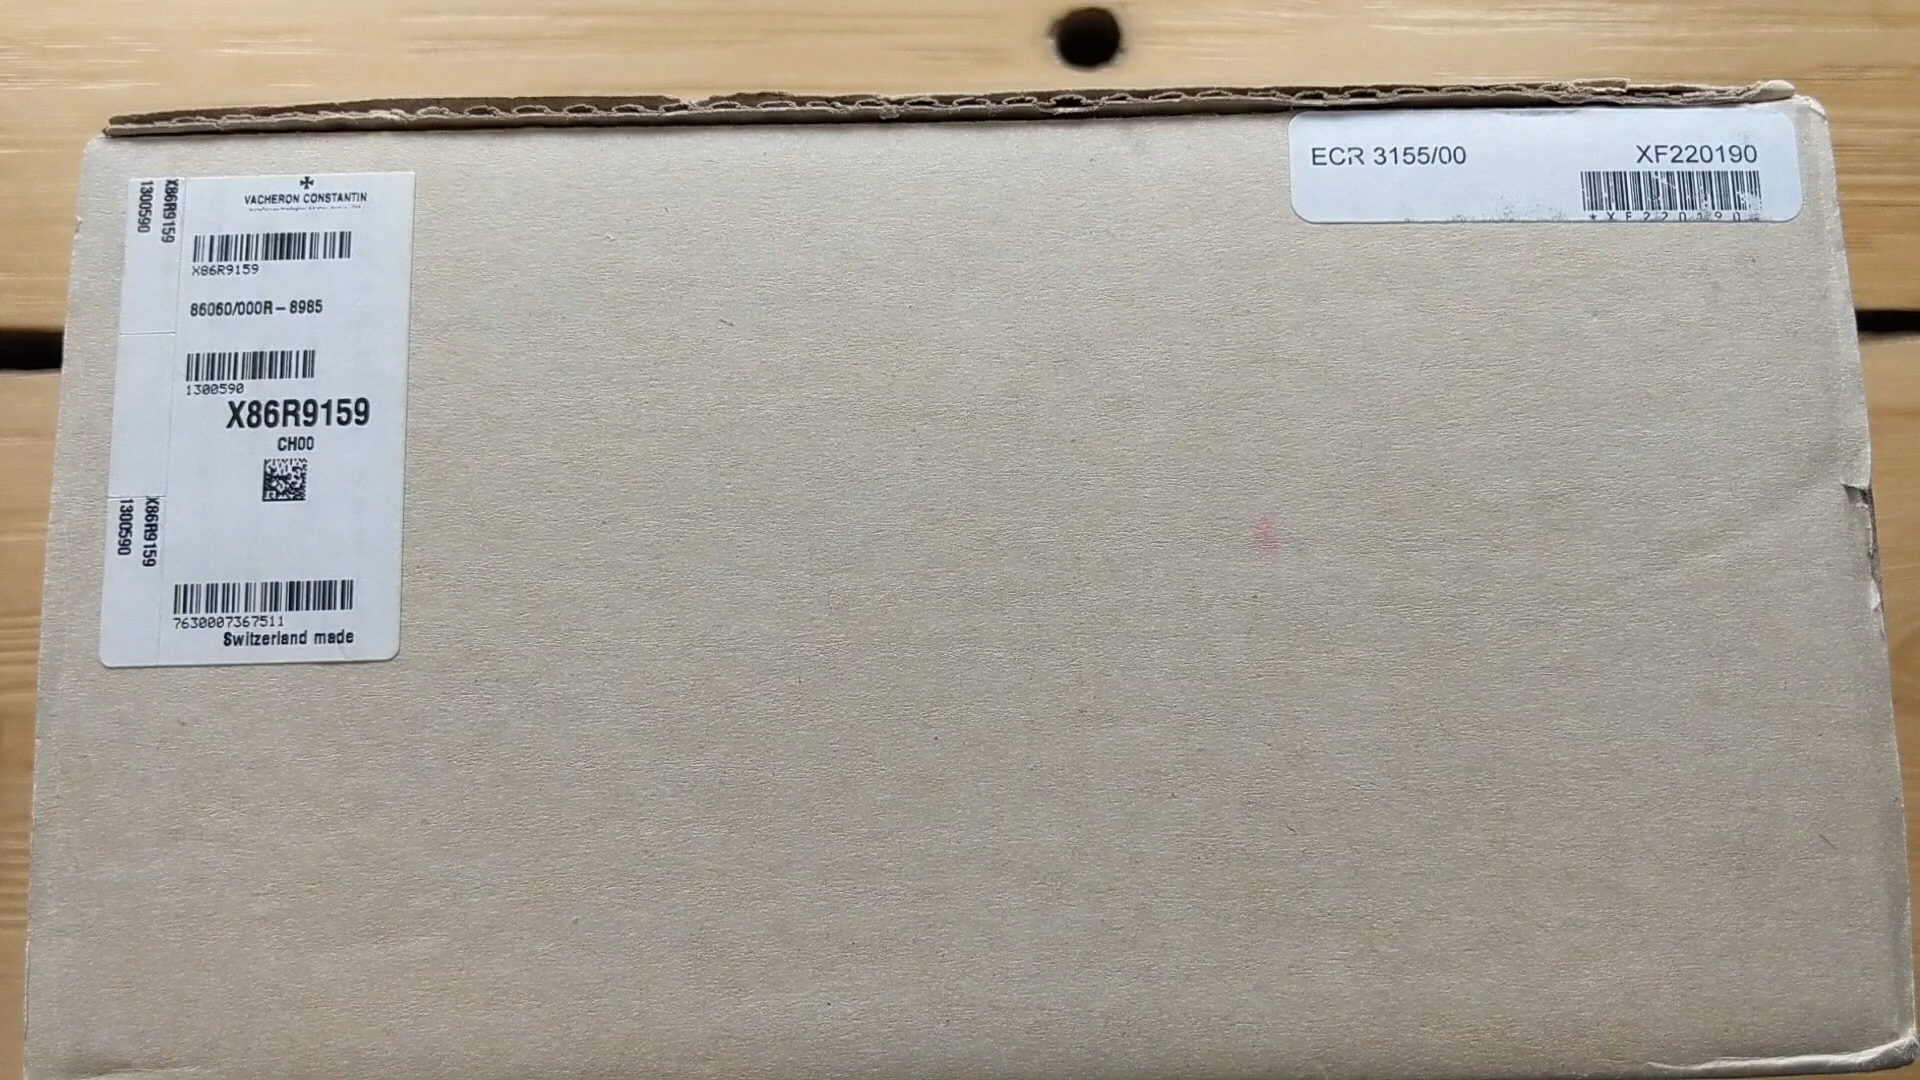 X86R9159
1300590
VACHERON CONSTANTIN
X86R9159
86060/000R-8985
1300590
X86R9159
CH00
X86R9159
1300590
7630007367511
Switzerland made
ECR 3155/00
XF220190
*XF220190